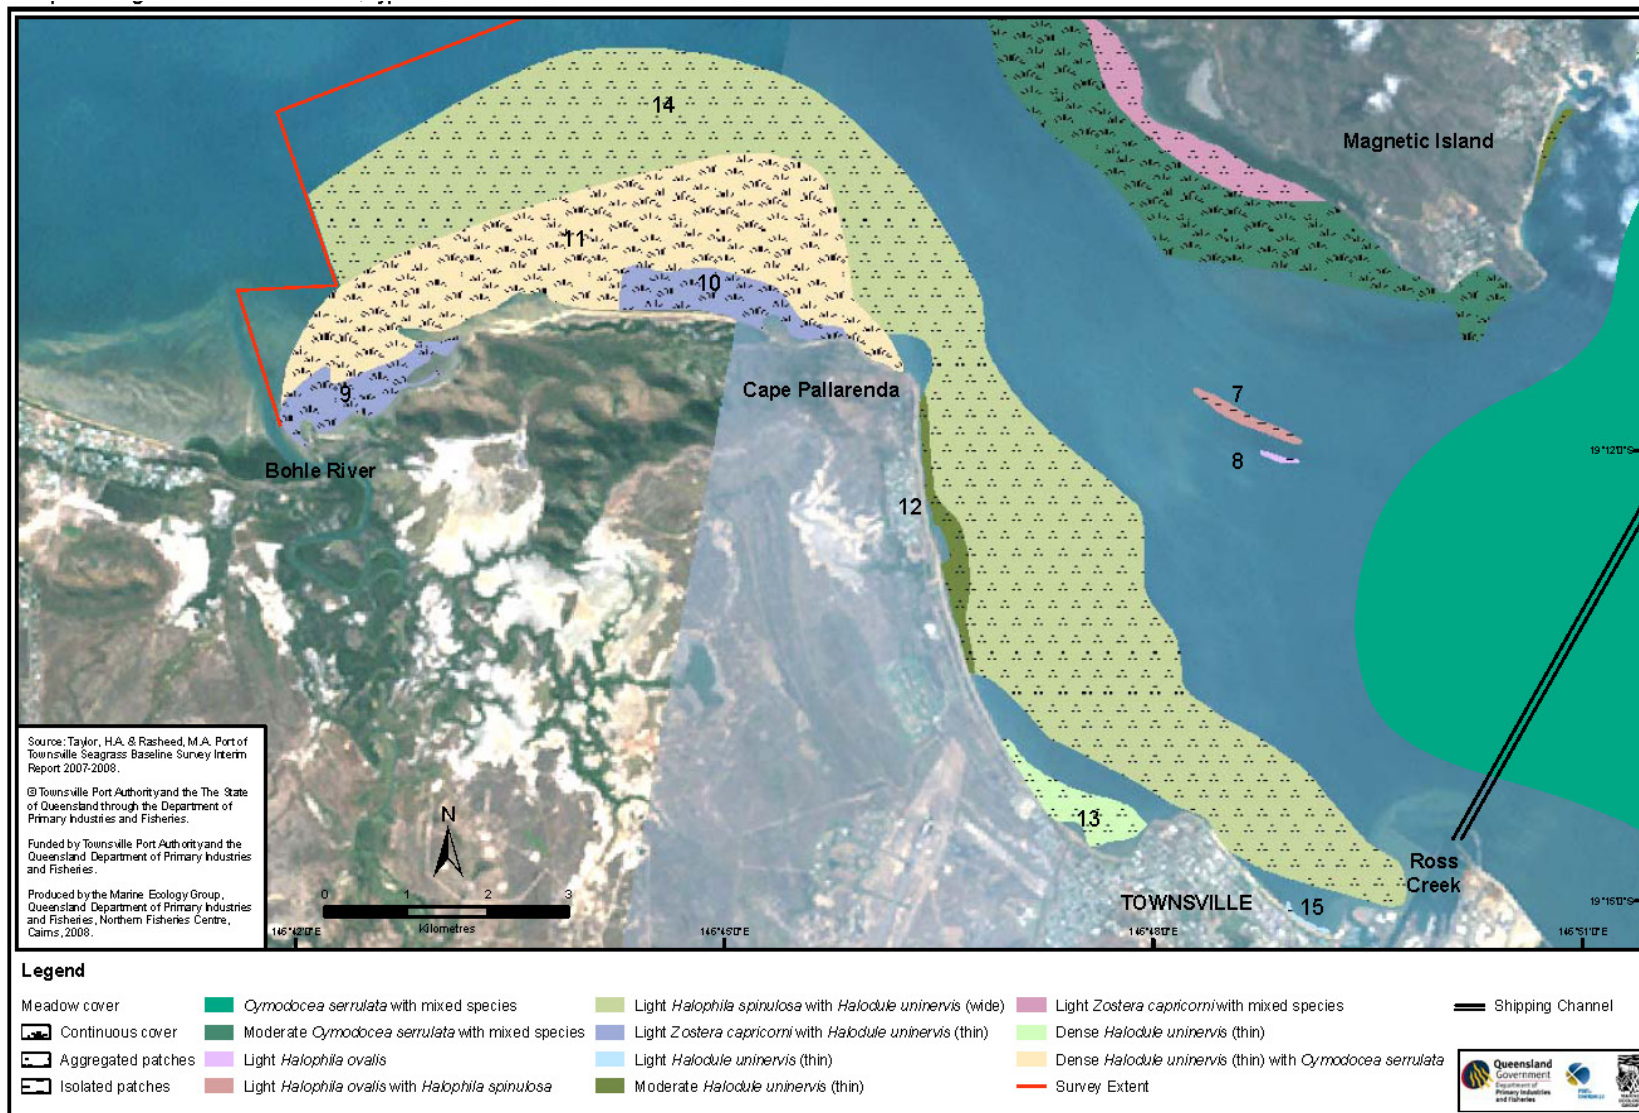 14
Magnetic Island
11
10
7
9
Cape Pallarenda
8
19°12'0"S
Bohle River
12
Source: Taylor, H.A. & Rasheed, M.A. Port of
Townsville Seagrass Baseline Survey Interim
Report 2007-2008.
© Townsville Port Authority and the The State
of Queensland through the Department of
Primary Industries and Fisheries.
Funded by Townsville Port Authority and the
Queensland Department of Primary Industries
and Fisheries.
Produced by the Marine Ecology Group,
Queensland Department of Primary Industries
and Fisheries, Northern Fisheries Centre,
Cairns, 2008.
N
0 1 2 3
Kilometres
13
Ross
Creek
TOWNSVILLE
15
19°15'0"S
146°42'0"E
146°45'0"E
146°48'0"E
146°51'0"E
Legend
Meadow cover
Continuous cover
Aggregated patches
Isolated patches
Cymodocea serrulata with mixed species
Moderate Cymodocea serrulata with mixed species
Light Halophila ovalis
Light Halophila ovalis with Halophila spinulosa
Light Halophila spinulosa with Halodule uninervis (wide)
Light Zostera capricorni with Halodule uninervis (thin)
Light Halodule uninervis (thin)
Moderate Halodule uninervis (thin)
Light Zostera capricorni with mixed species
Dense Halodule uninervis (thin)
Dense Halodule uninervis (thin) with Cymodocea serrulata
Survey Extent
Shipping Channel
Queensland
Government
Department of
Primary Industries
and Fisheries